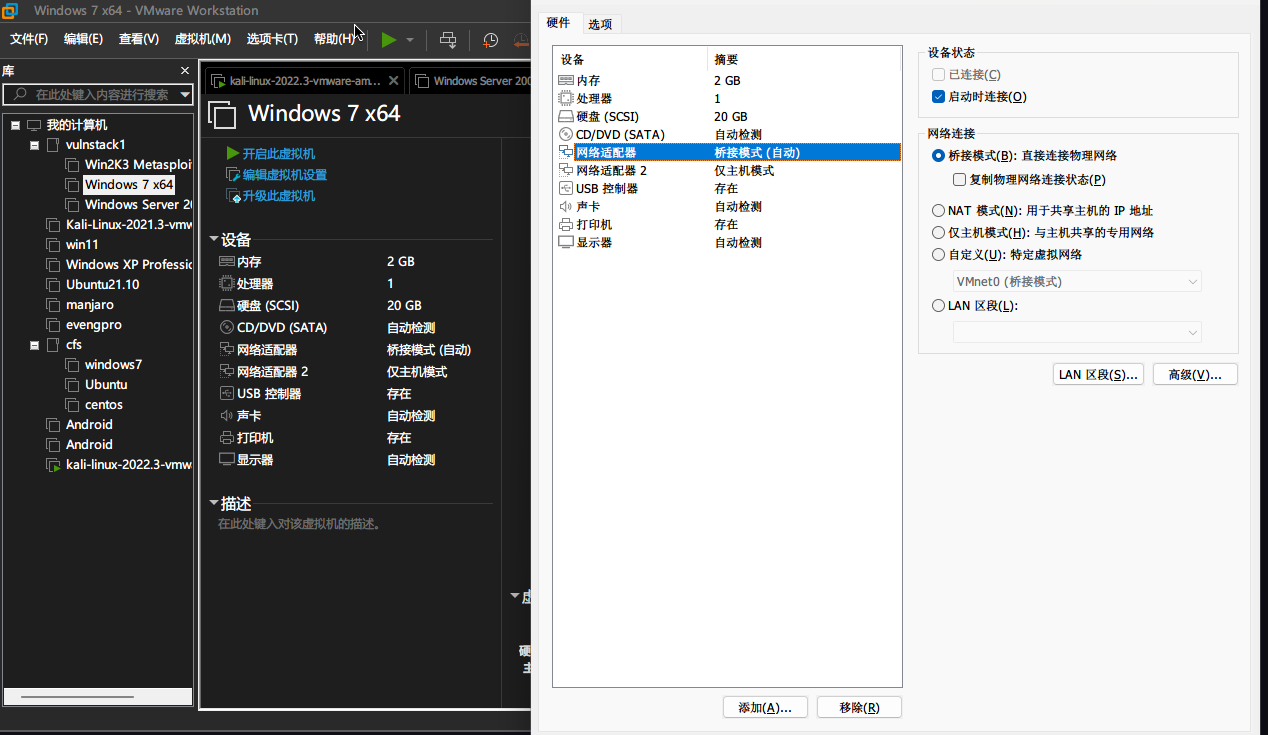 Windows 7 x64 - VMware Workstation
文件(F) 编辑(E) 查看(V) 虚拟机(M) 选项卡(T) 帮助(H)
库
在此处键入内容进行搜索
我的计算机
vulnstack1
Win2K3 Metasploi
Windows 7 x64
Windows Server 20
Kali-Linux-2021.3-vmw
win11
Windows XP Professio
Ubuntu21.10
manjaro
evengpro
cfs
windows7
Ubuntu
centos
Android
Android
kali-linux-2022.3-vmwa
kali-linux-2022.3-vmware-am... Windows Server 200
Windows 7 x64
开启此虚拟机
编辑虚拟机设置
升级此虚拟机
设备
内存 2 GB
处理器 1
硬盘 (SCSI) 20 GB
CD/DVD (SATA) 自动检测
网络适配器 桥接模式 (自动)
网络适配器 2 仅主机模式
USB 控制器 存在
声卡 自动检测
打印机 存在
显示器 自动检测
描述
在此处键入对该虚拟机的描述。
虚
硬
主
硬件 选项
设备 摘要
内存 2 GB
处理器 1
硬盘 (SCSI) 20 GB
CD/DVD (SATA) 自动检测
网络适配器 桥接模式 (自动)
网络适配器 2 仅主机模式
USB 控制器 存在
声卡 自动检测
打印机 存在
显示器 自动检测
添加(A)... 移除(R)
设备状态
已连接(C)
启动时连接(O)
网络连接
桥接模式(B): 直接连接物理网络
复制物理网络连接状态(P)
NAT 模式(N): 用于共享主机的 IP 地址
仅主机模式(H): 与主机共享的专用网络
自定义(U): 特定虚拟网络
VMnet0 (桥接模式)
LAN 区段(L):
LAN 区段(S)... 高级(V)...